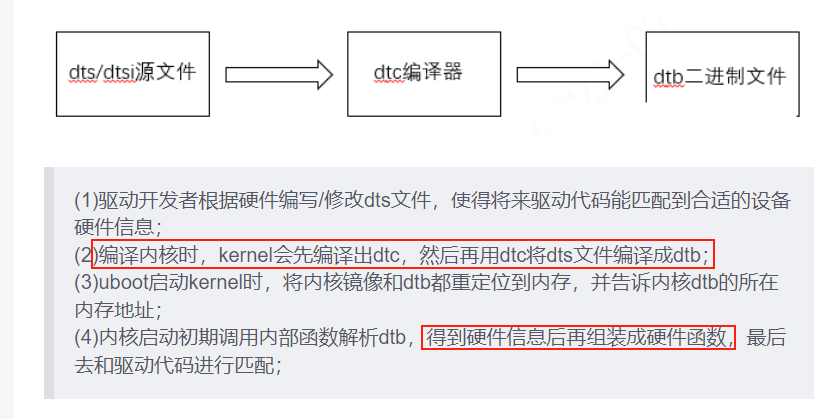 dts/dtsi源文件
dtc编译器
dtb二进制文件
(1)驱动开发者根据硬件编写/修改dts文件，使得将来驱动代码能匹配到合适的设备
硬件信息；
(2)编译内核时，kernel会先编译出dtc，然后再用dtc将dts文件编译成dtb；
(3)uboot启动kernel时，将内核镜像和dtb都重定位到内存，并告诉内核dtb的所在
内存地址；
(4)内核启动初期调用内部函数解析dtb，得到硬件信息后再组装成硬件函数，最后
去和驱动代码进行匹配；